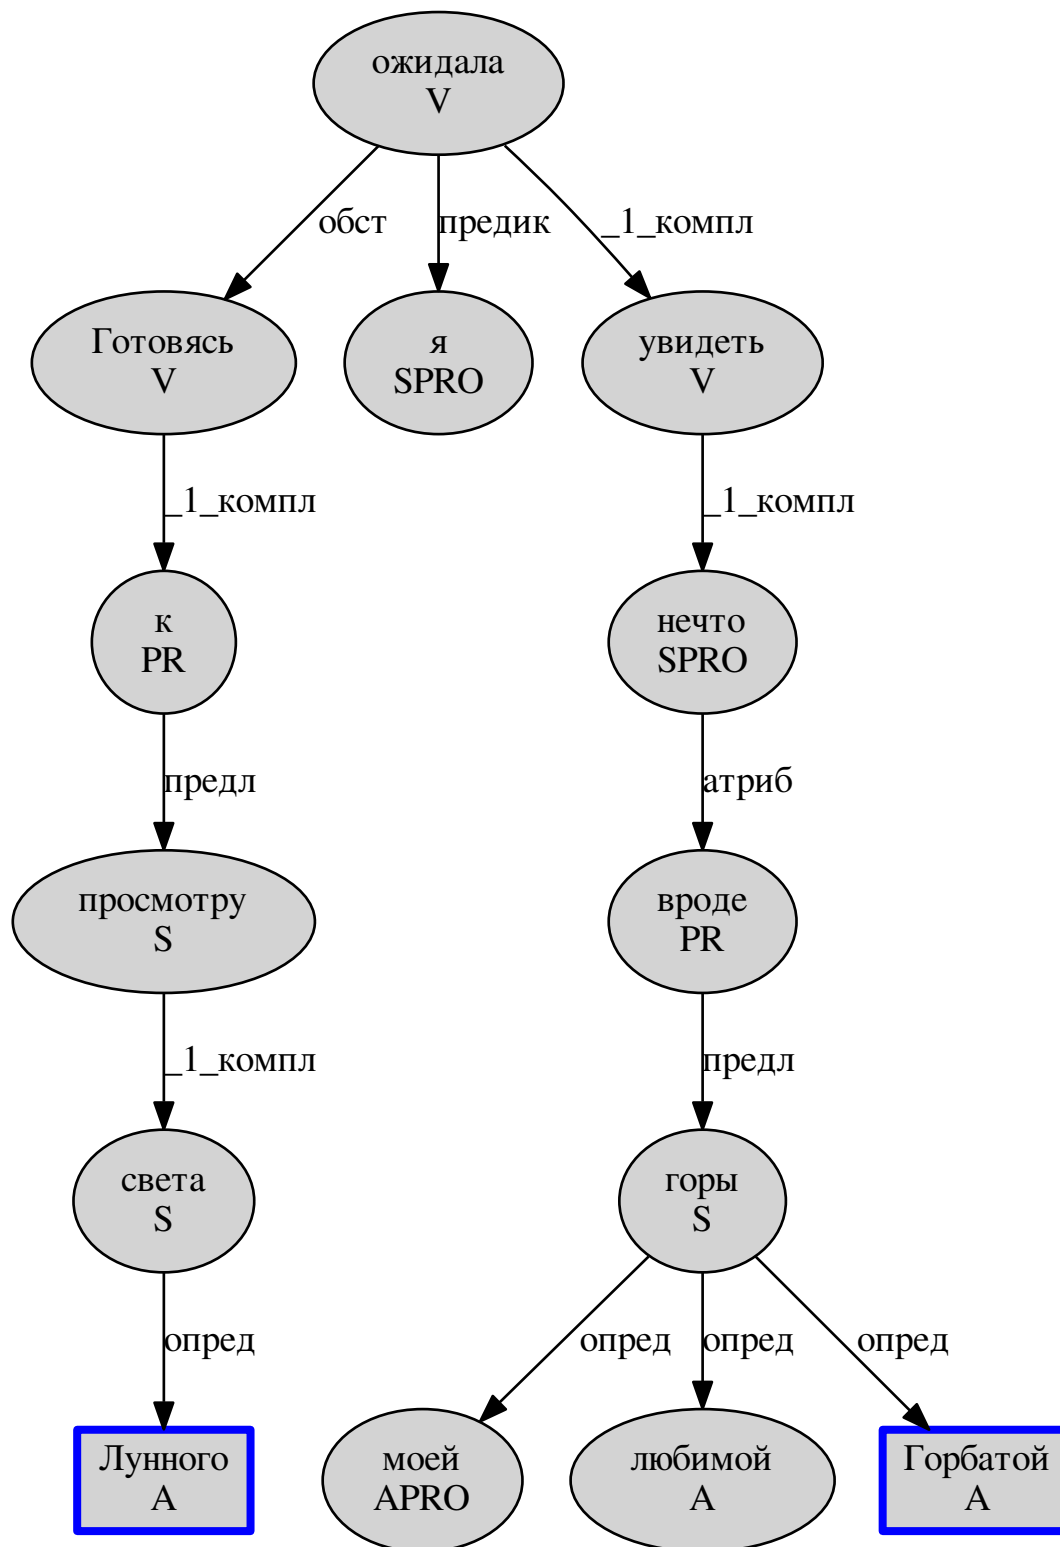 ожидала
V
обст
предик
_1_компл
Готовясь
V
я
SPRO
увидеть
V
_1_компл
_1_компл
к
PR
нечто
SPRO
предл
атриб
просмотру
S
вроде
PR
_1_компл
предл
света
S
горы
S
опред
опред
опред
опред
Лунного
A
моей
APRO
любимой
A
Горбатой
A